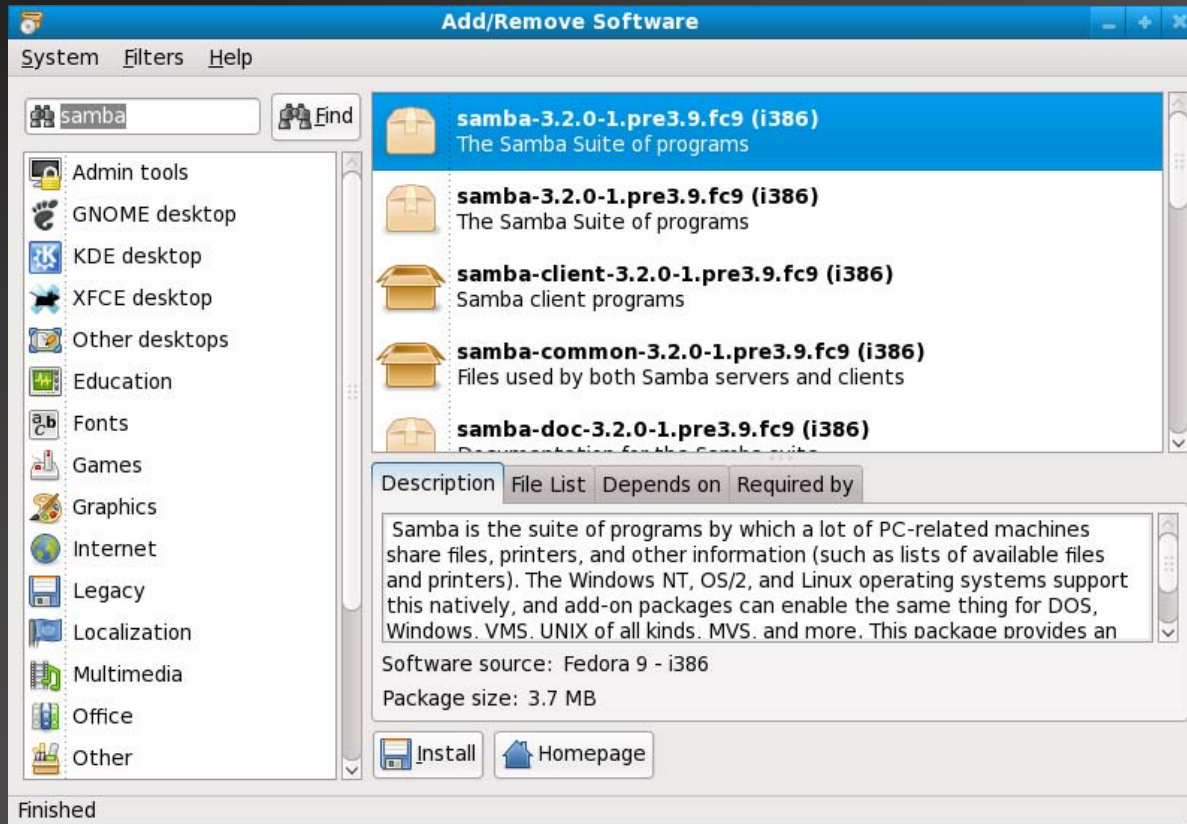 Add/Remove Software
System Filters Help
samba
Find
Admin tools
GNOME desktop
KDE desktop
XFCE desktop
Other desktops
Education
Fonts
Games
Graphics
Internet
Legacy
Localization
Multimedia
Office
Other
samba-3.2.0-1.pre3.9.fc9 (i386)
The Samba Suite of programs
samba-3.2.0-1.pre3.9.fc9 (i386)
The Samba Suite of programs
samba-client-3.2.0-1.pre3.9.fc9 (i386)
Samba client programs
samba-common-3.2.0-1.pre3.9.fc9 (i386)
Files used by both Samba servers and clients
samba-doc-3.2.0-1.pre3.9.fc9 (i386)
Documentation for the Samba suite
Description File List Depends on Required by
Samba is the suite of programs by which a lot of PC-related machines
share files, printers, and other information (such as lists of available files
and printers). The Windows NT, OS/2, and Linux operating systems support
this natively, and add-on packages can enable the same thing for DOS,
Windows, VMS, UNIX of all kinds, MVS, and more. This package provides an
Software source: Fedora 9 - i386
Package size: 3.7 MB
Install
Homepage
Finished